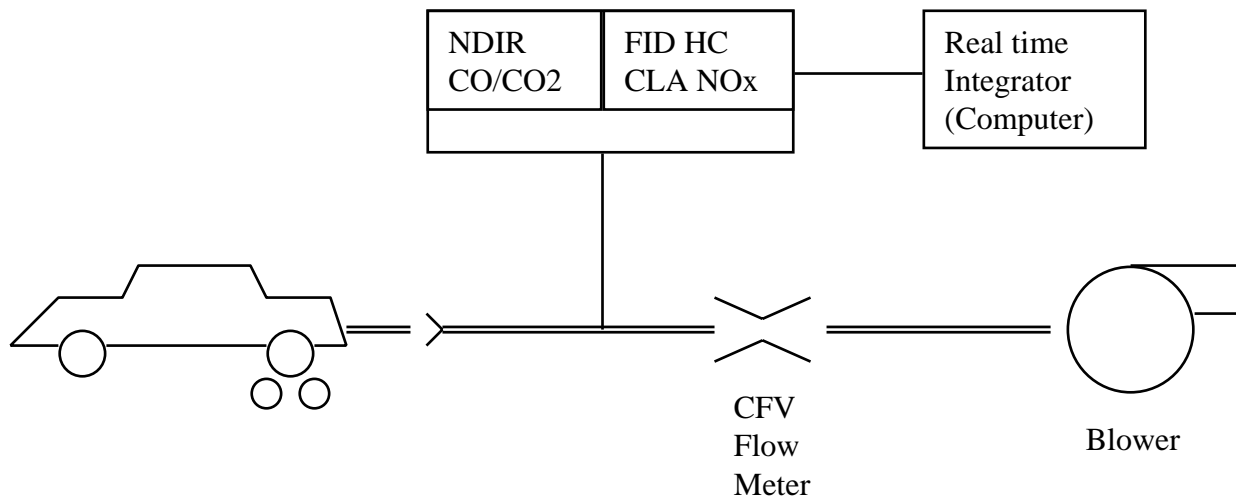 NDIR
CO/CO2
FID HC
CLA NOx
Real time
Integrator
(Computer)
CFV
Flow
Meter
Blower